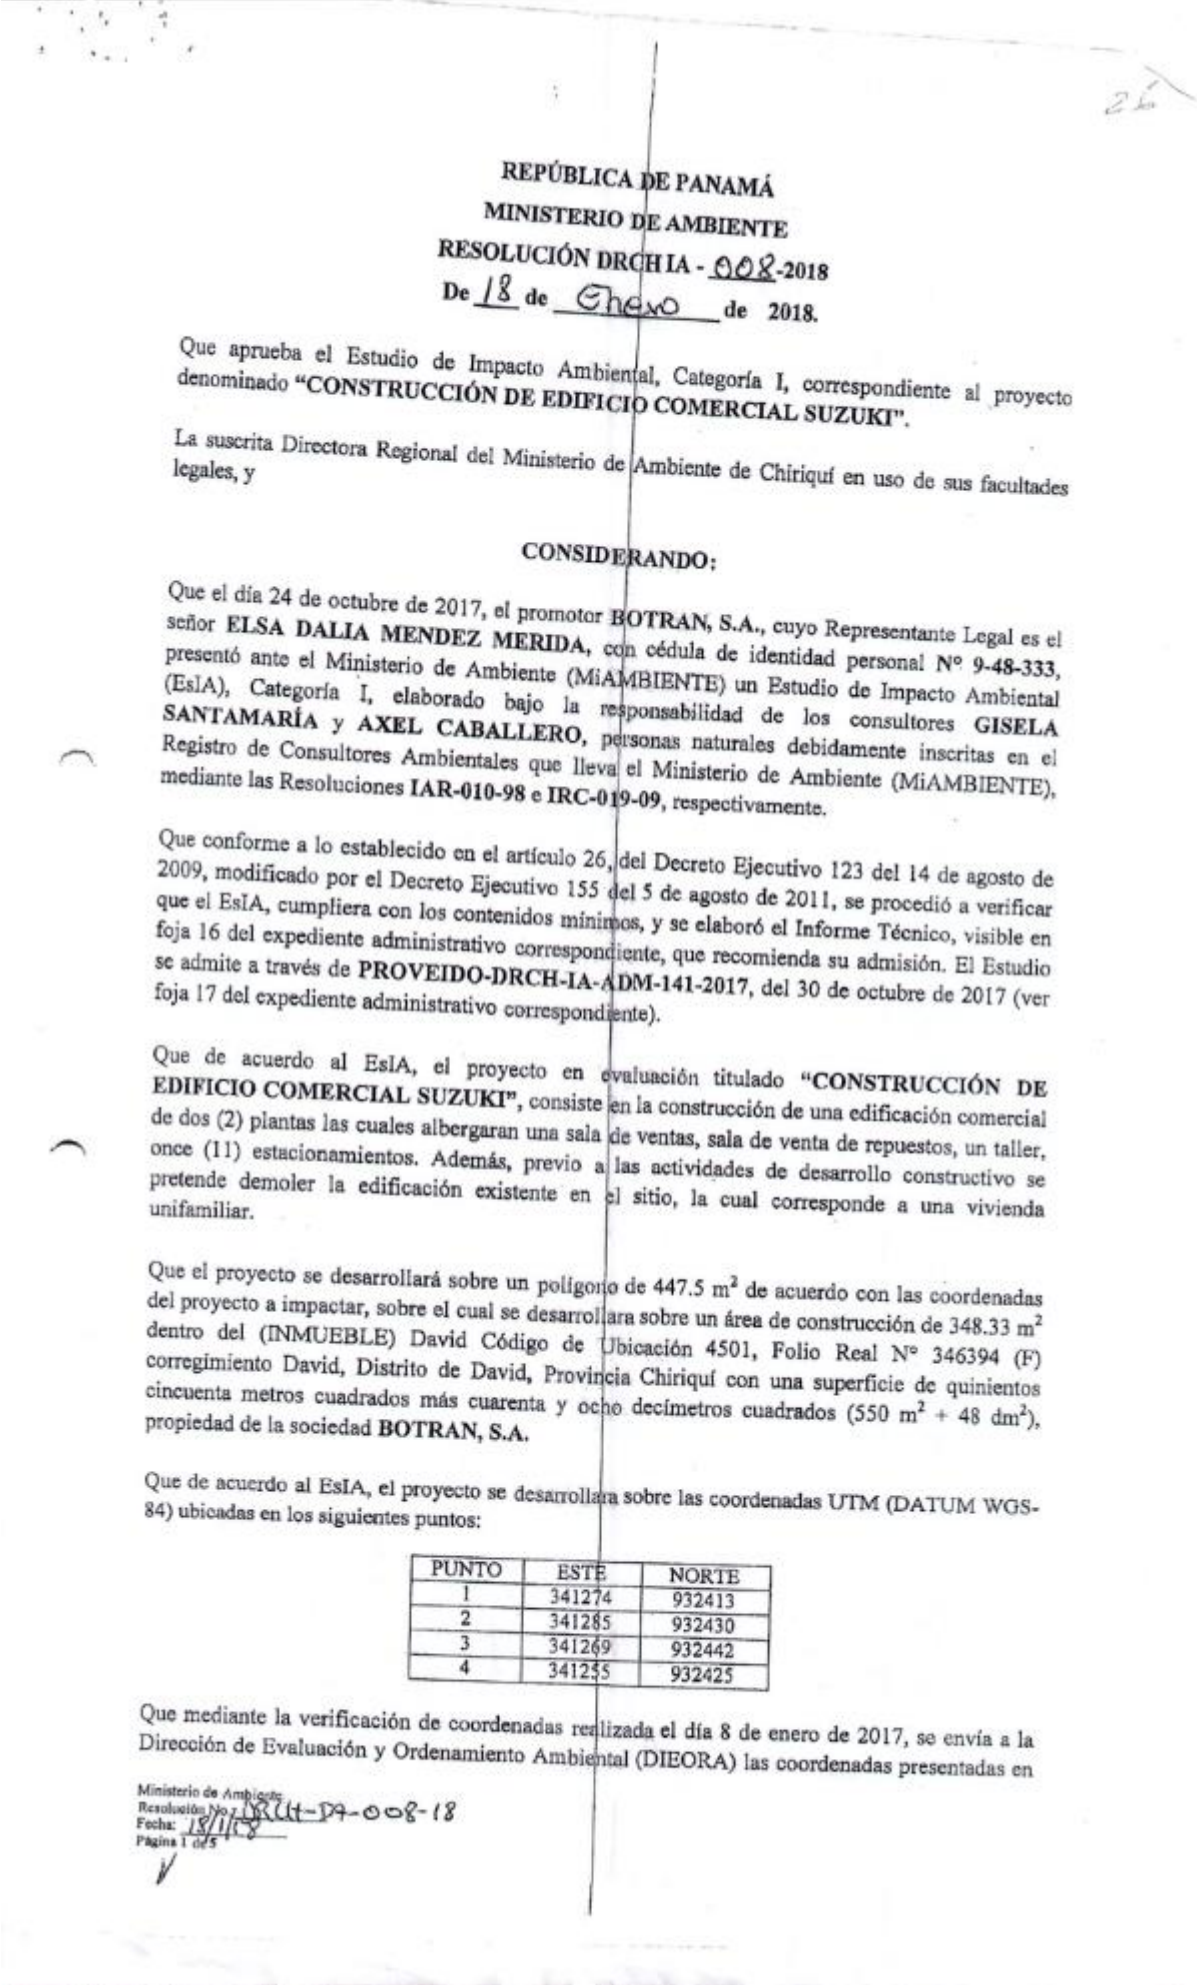 26
REPÚBLICA DE PANAMÁ
MINISTERIO DE AMBIENTE
RESOLUCIÓN DRCH IA - 008-2018
De 18 de Enero de 2018.
Que aprueba el Estudio de Impacto Ambiental, Categoría I, correspondiente al proyecto
denominado “CONSTRUCCIÓN DE EDIFICIO COMERCIAL SUZUKI”.
La suscrita Directora Regional del Ministerio de Ambiente de Chiriquí en uso de sus facultades
legales, y
CONSIDERANDO:
Que el día 24 de octubre de 2017, el promotor BOTRAN, S.A., cuyo Representante Legal es el
señor ELSA DALIA MENDEZ MERIDA, con cédula de identidad personal Nº 9-48-333,
presentó ante el Ministerio de Ambiente (MiAMBIENTE) un Estudio de Impacto Ambiental
(EsIA), Categoría I, elaborado bajo la responsabilidad de los consultores GISELA
SANTAMARÍA y AXEL CABALLERO, personas naturales debidamente inscritas en el
Registro de Consultores Ambientales que lleva el Ministerio de Ambiente (MiAMBIENTE),
mediante las Resoluciones IAR-010-98 e IRC-019-09, respectivamente.
Que conforme a lo establecido en el artículo 26, del Decreto Ejecutivo 123 del 14 de agosto de
2009, modificado por el Decreto Ejecutivo 155 del 5 de agosto de 2011, se procedió a verificar
que el EsIA, cumpliera con los contenidos mínimos, y se elaboró el Informe Técnico, visible en
foja 16 del expediente administrativo correspondiente, que recomienda su admisión. El Estudio
se admite a través de PROVEIDO-DRCH-IA-ADM-141-2017, del 30 de octubre de 2017 (ver
foja 17 del expediente administrativo correspondiente).
Que de acuerdo al EsIA, el proyecto en evaluación titulado “CONSTRUCCIÓN DE
EDIFICIO COMERCIAL SUZUKI”, consiste en la construcción de una edificación comercial
de dos (2) plantas las cuales albergaran una sala de ventas, sala de venta de repuestos, un taller,
once (11) estacionamientos. Además, previo a las actividades de desarrollo constructivo se
pretende demoler la edificación existente en el sitio, la cual corresponde a una vivienda
unifamiliar.
Que el proyecto se desarrollará sobre un polígono de 447.5 m² de acuerdo con las coordenadas
del proyecto a impactar, sobre el cual se desarrollara sobre un área de construcción de 348.33 m²
dentro del (INMUEBLE) David Código de Ubicación 4501, Folio Real Nº 346394 (F)
corregimiento David, Distrito de David, Provincia Chiriquí con una superficie de quinientos
cincuenta metros cuadrados más cuarenta y ocho decímetros cuadrados (550 m² + 48 dm²),
propiedad de la sociedad BOTRAN, S.A.
Que de acuerdo al EsIA, el proyecto se desarrollara sobre las coordenadas UTM (DATUM WGS-
84) ubicadas en los siguientes puntos:
PUNTO ESTE NORTE
1 341274 932413
2 341285 932430
3 341269 932442
4 341255 932425
Que mediante la verificación de coordenadas realizada el día 8 de enero de 2017, se envía a la
Dirección de Evaluación y Ordenamiento Ambiental (DIEORA) las coordenadas presentadas en
Ministerio de Ambiente
Resolución No.: DRCH-DA-008-18
Fecha: 18/1/18
Página 1 de 5